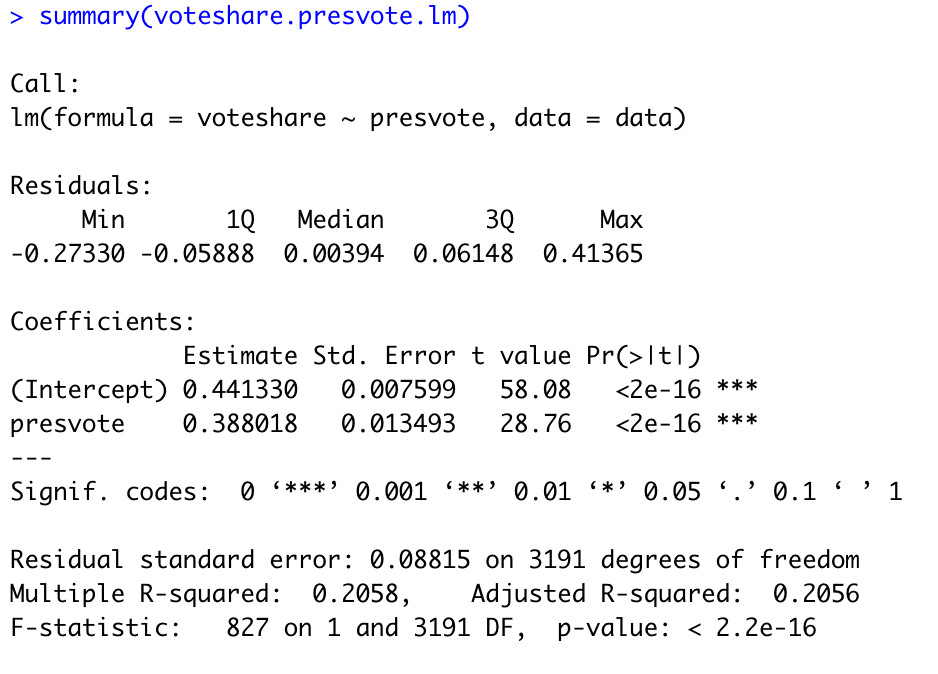 > summary(voteshare.presvote.lm)
Call:
lm(formula = voteshare ~ presvote, data = data)
Residuals:
     Min       1Q   Median       3Q      Max
-0.27330 -0.05888  0.00394  0.06148  0.41365
Coefficients:
            Estimate Std. Error t value Pr(>|t|)
(Intercept) 0.441330   0.007599   58.08   <2e-16 ***
presvote    0.388018   0.013493   28.76   <2e-16 ***
---
Signif. codes:  0 ‘***’ 0.001 ‘**’ 0.01 ‘*’ 0.05 ‘.’ 0.1 ‘ ’ 1
Residual standard error: 0.08815 on 3191 degrees of freedom
Multiple R-squared:  0.2058,    Adjusted R-squared:  0.2056
F-statistic:   827 on 1 and 3191 DF,  p-value: < 2.2e-16